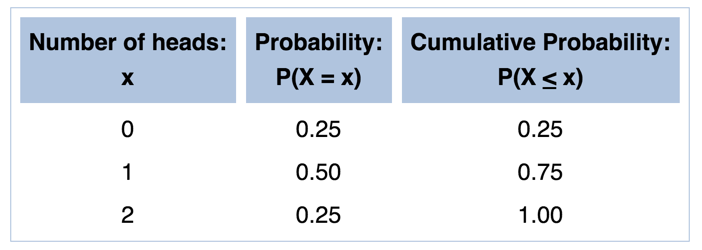 Number of heads: Probability: Cumulative Probability:
x P(X = x) P(X ≤ x)
0 0.25 0.25
1 0.50 0.75
2 0.25 1.00